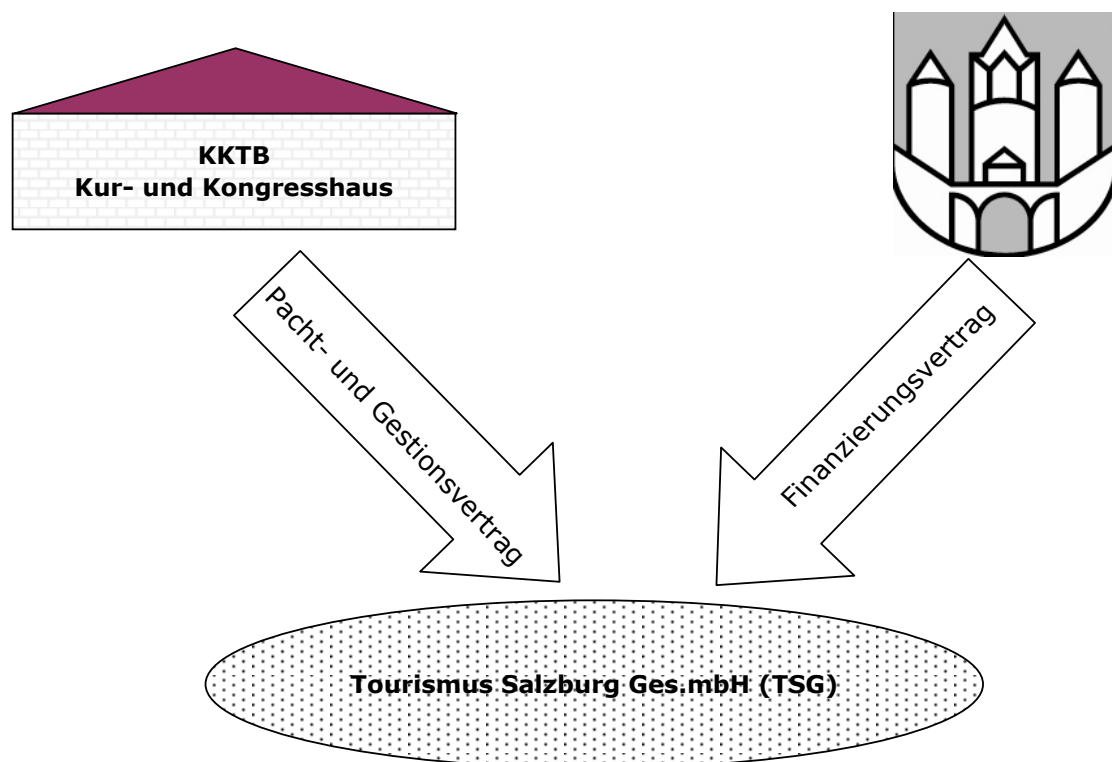 KKTB
Kur- und Kongresshaus
Pacht- und Gestionsvertrag
Finanzierungsvertrag
Tourismus Salzburg Ges.mbH (TSG)